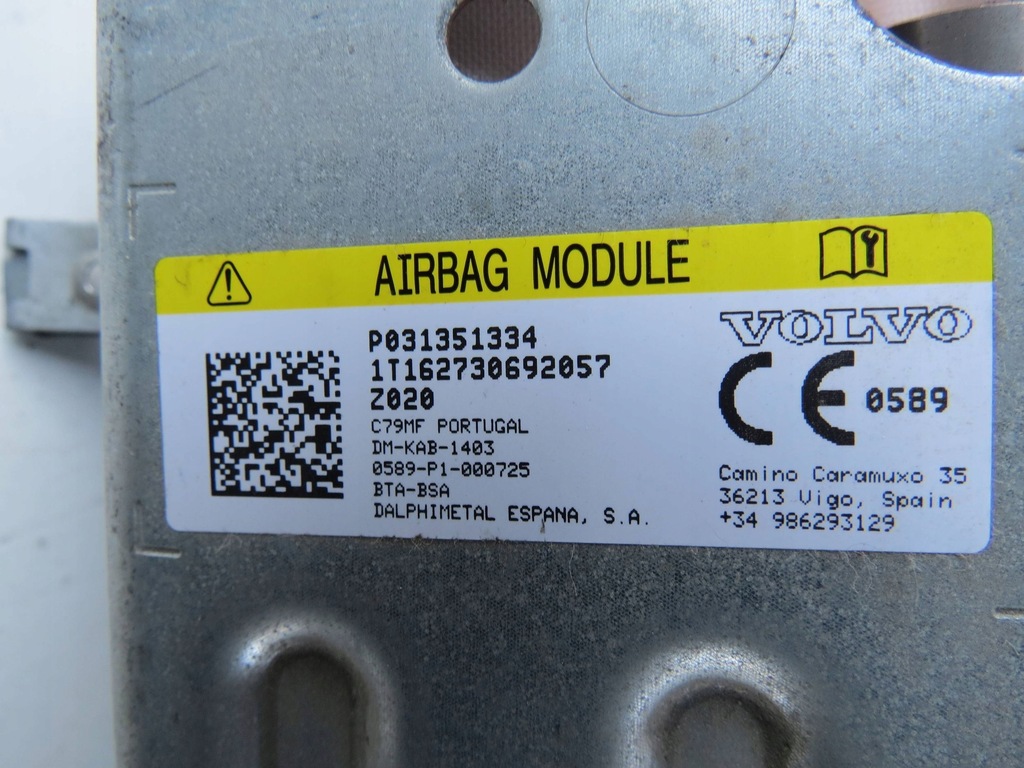 AIRBAG MODULE
P031351334
1T162730692057
Z020
C79MF PORTUGAL
DM-KAB-1403
0589-P1-000725
BTA-BSA
DALPHIMETAL ESPANA, S.A.
VOLVO
CE 0589
Camino Caramuxo 35
36213 Vigo, Spain
+34 986293129